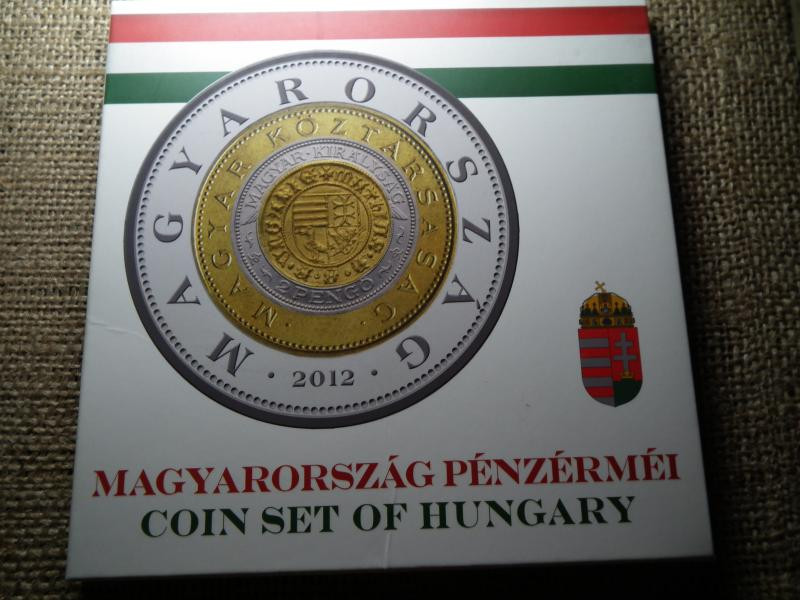 MAGYARORSZÁG
MAGYAR KÖZTÁRSASÁG
MAGYAR·KIRÁLYSÁG
2 PENGŐ
· 2012 ·
MAGYARORSZÁG PÉNZÉRMÉI
COIN SET OF HUNGARY